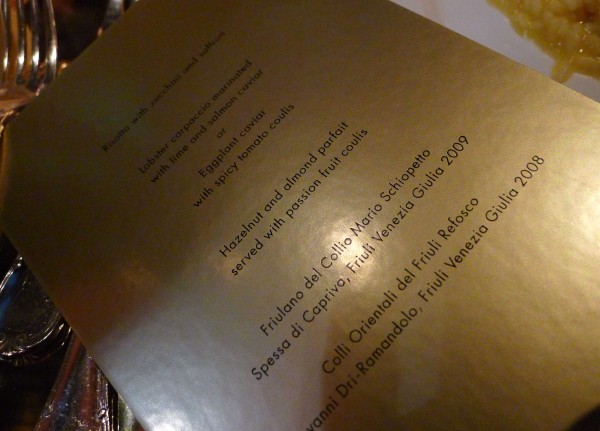 Risotto with zucchini and saffron
Lobster carpaccio marinated
with lime and salmon caviar
or
Eggplant caviar
with spicy tomato coulis
Hazelnut and almond parfait
served with passion fruit coulis
Friulano del Collio Mario Schiopetto
Spessa di Caprivo, Friuli Venezia Giulia 2009
Colli Orientali del Friuli Refosco
vanni Dri-Ramandolo, Friuli Venezia Giulia 2008